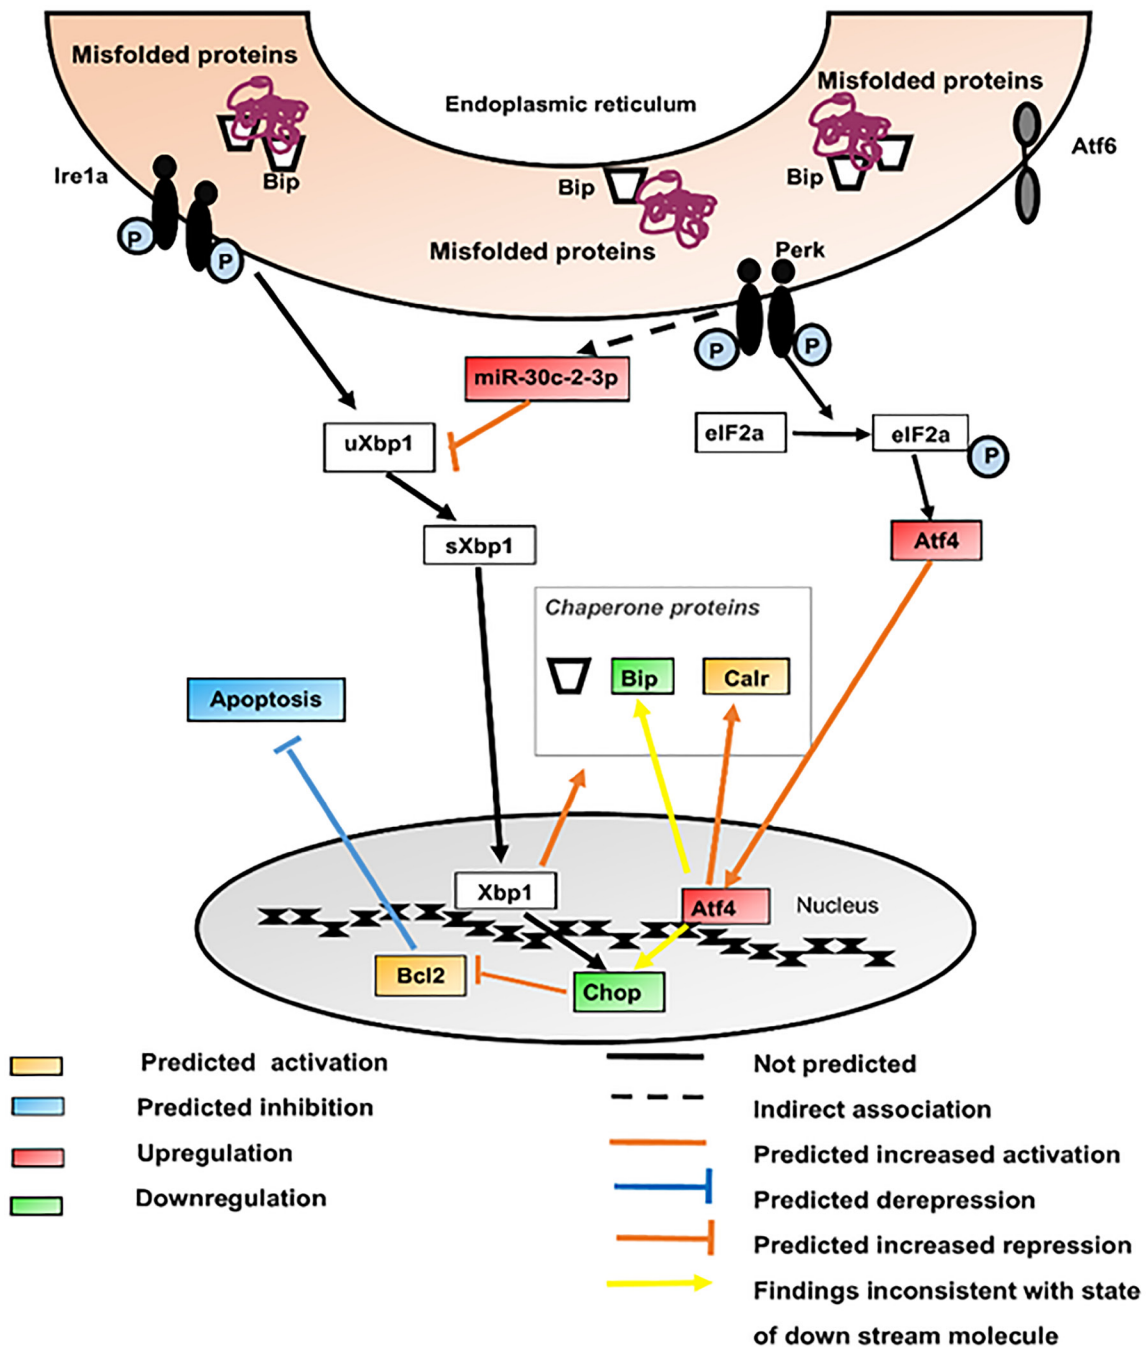 Misfolded proteins
Misfolded proteins
Endoplasmic reticulum
Atf6
Ire1a
Bip
Bip
Bip
P
P
Misfolded proteins
Perk
P
P
miR-30c-2-3p
uXbp1
eIF2a
eIF2a
P
sXbp1
Atf4
Chaperone proteins
Bip
Calr
Apoptosis
Xbp1
Atf4
Nucleus
Bcl2
Chop
Predicted activation
Predicted inhibition
Upregulation
Downregulation
Not predicted
Indirect association
Predicted increased activation
Predicted derepression
Predicted increased repression
Findings inconsistent with state
of down stream molecule